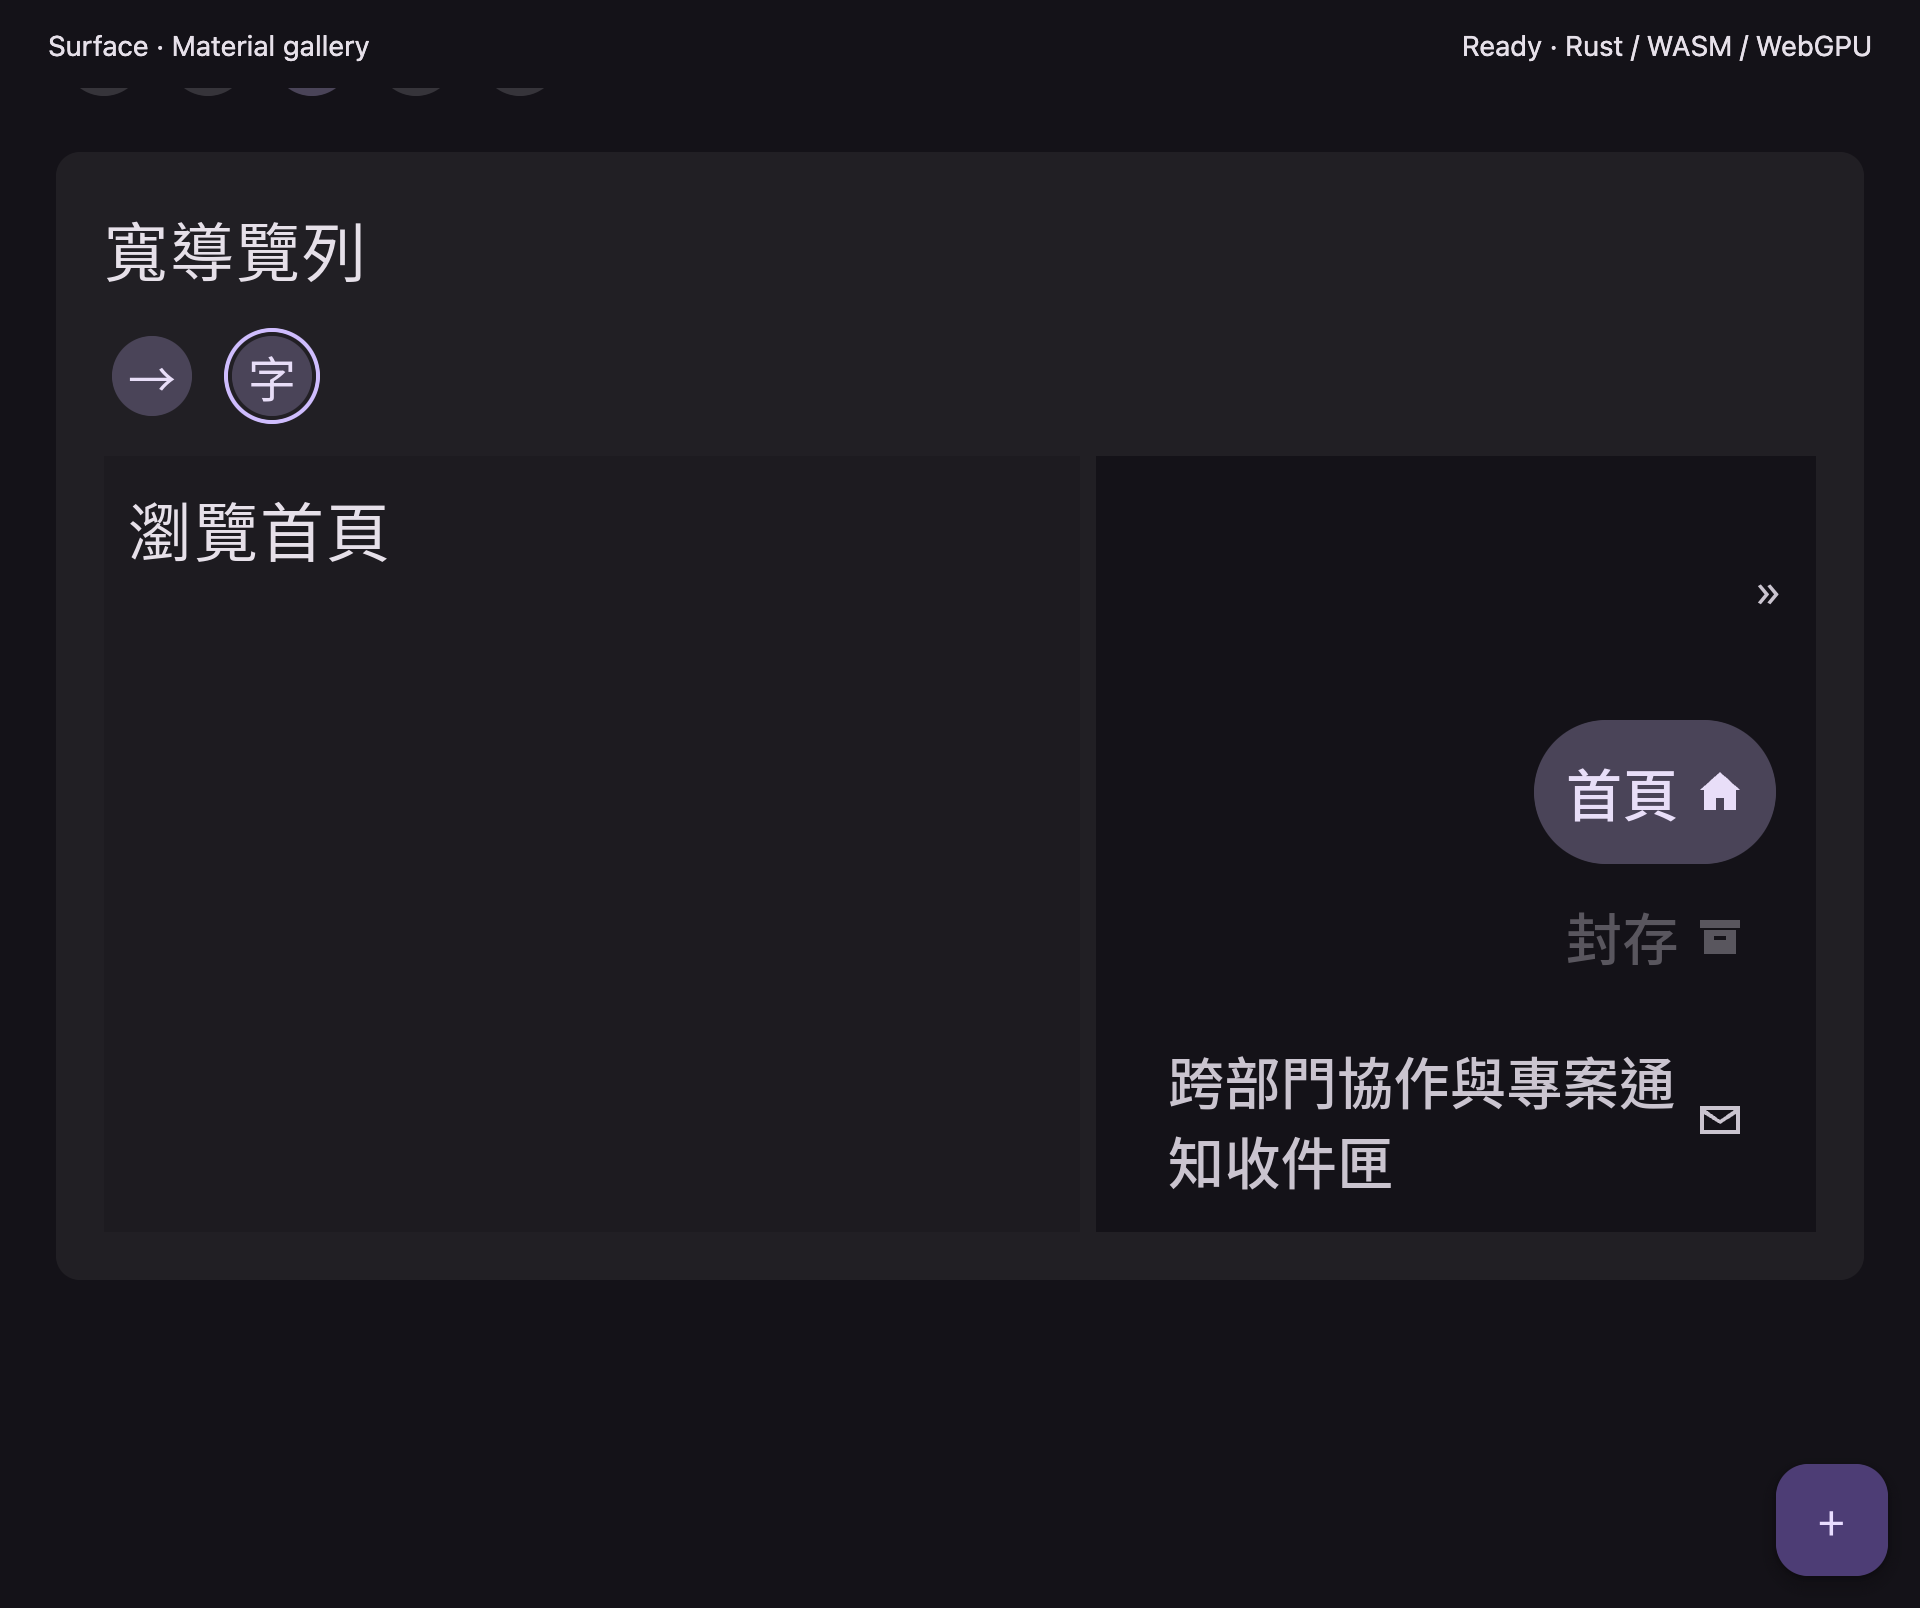 Surface · Material gallery
Ready · Rust / WASM / WebGPU
寬導覽列
→
字
瀏覽首頁
»
首頁
封存
跨部門協作與專案通
知收件匣
+